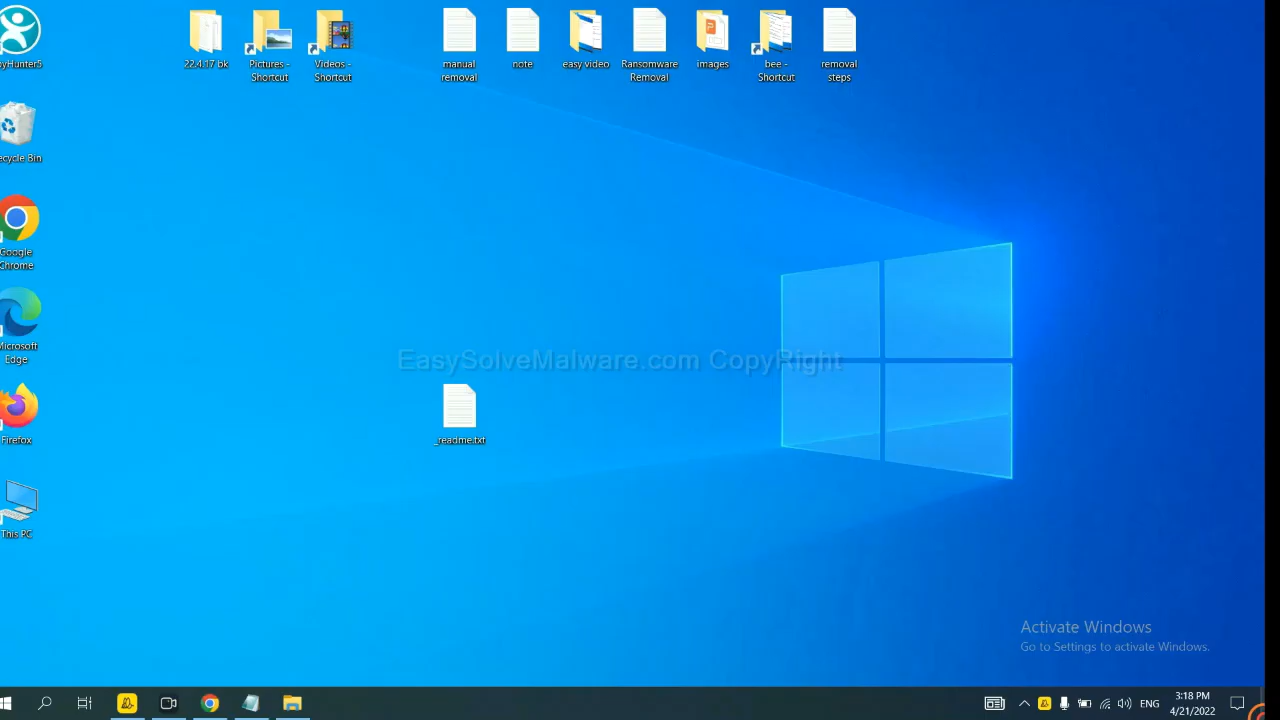 yHunter5
22.4.17 bk
Pictures -
Shortcut
Videos -
Shortcut
manual
removal
note
easy video
Ransomware
Removal
images
bee -
Shortcut
removal
steps
ecycle Bin
Google
Chrome
Microsoft
Edge
EasySolveMalware.com CopyRight
Firefox
_readme.txt
This PC
Activate Windows
Go to Settings to activate Windows.
ENG
3:18 PM
4/21/2022